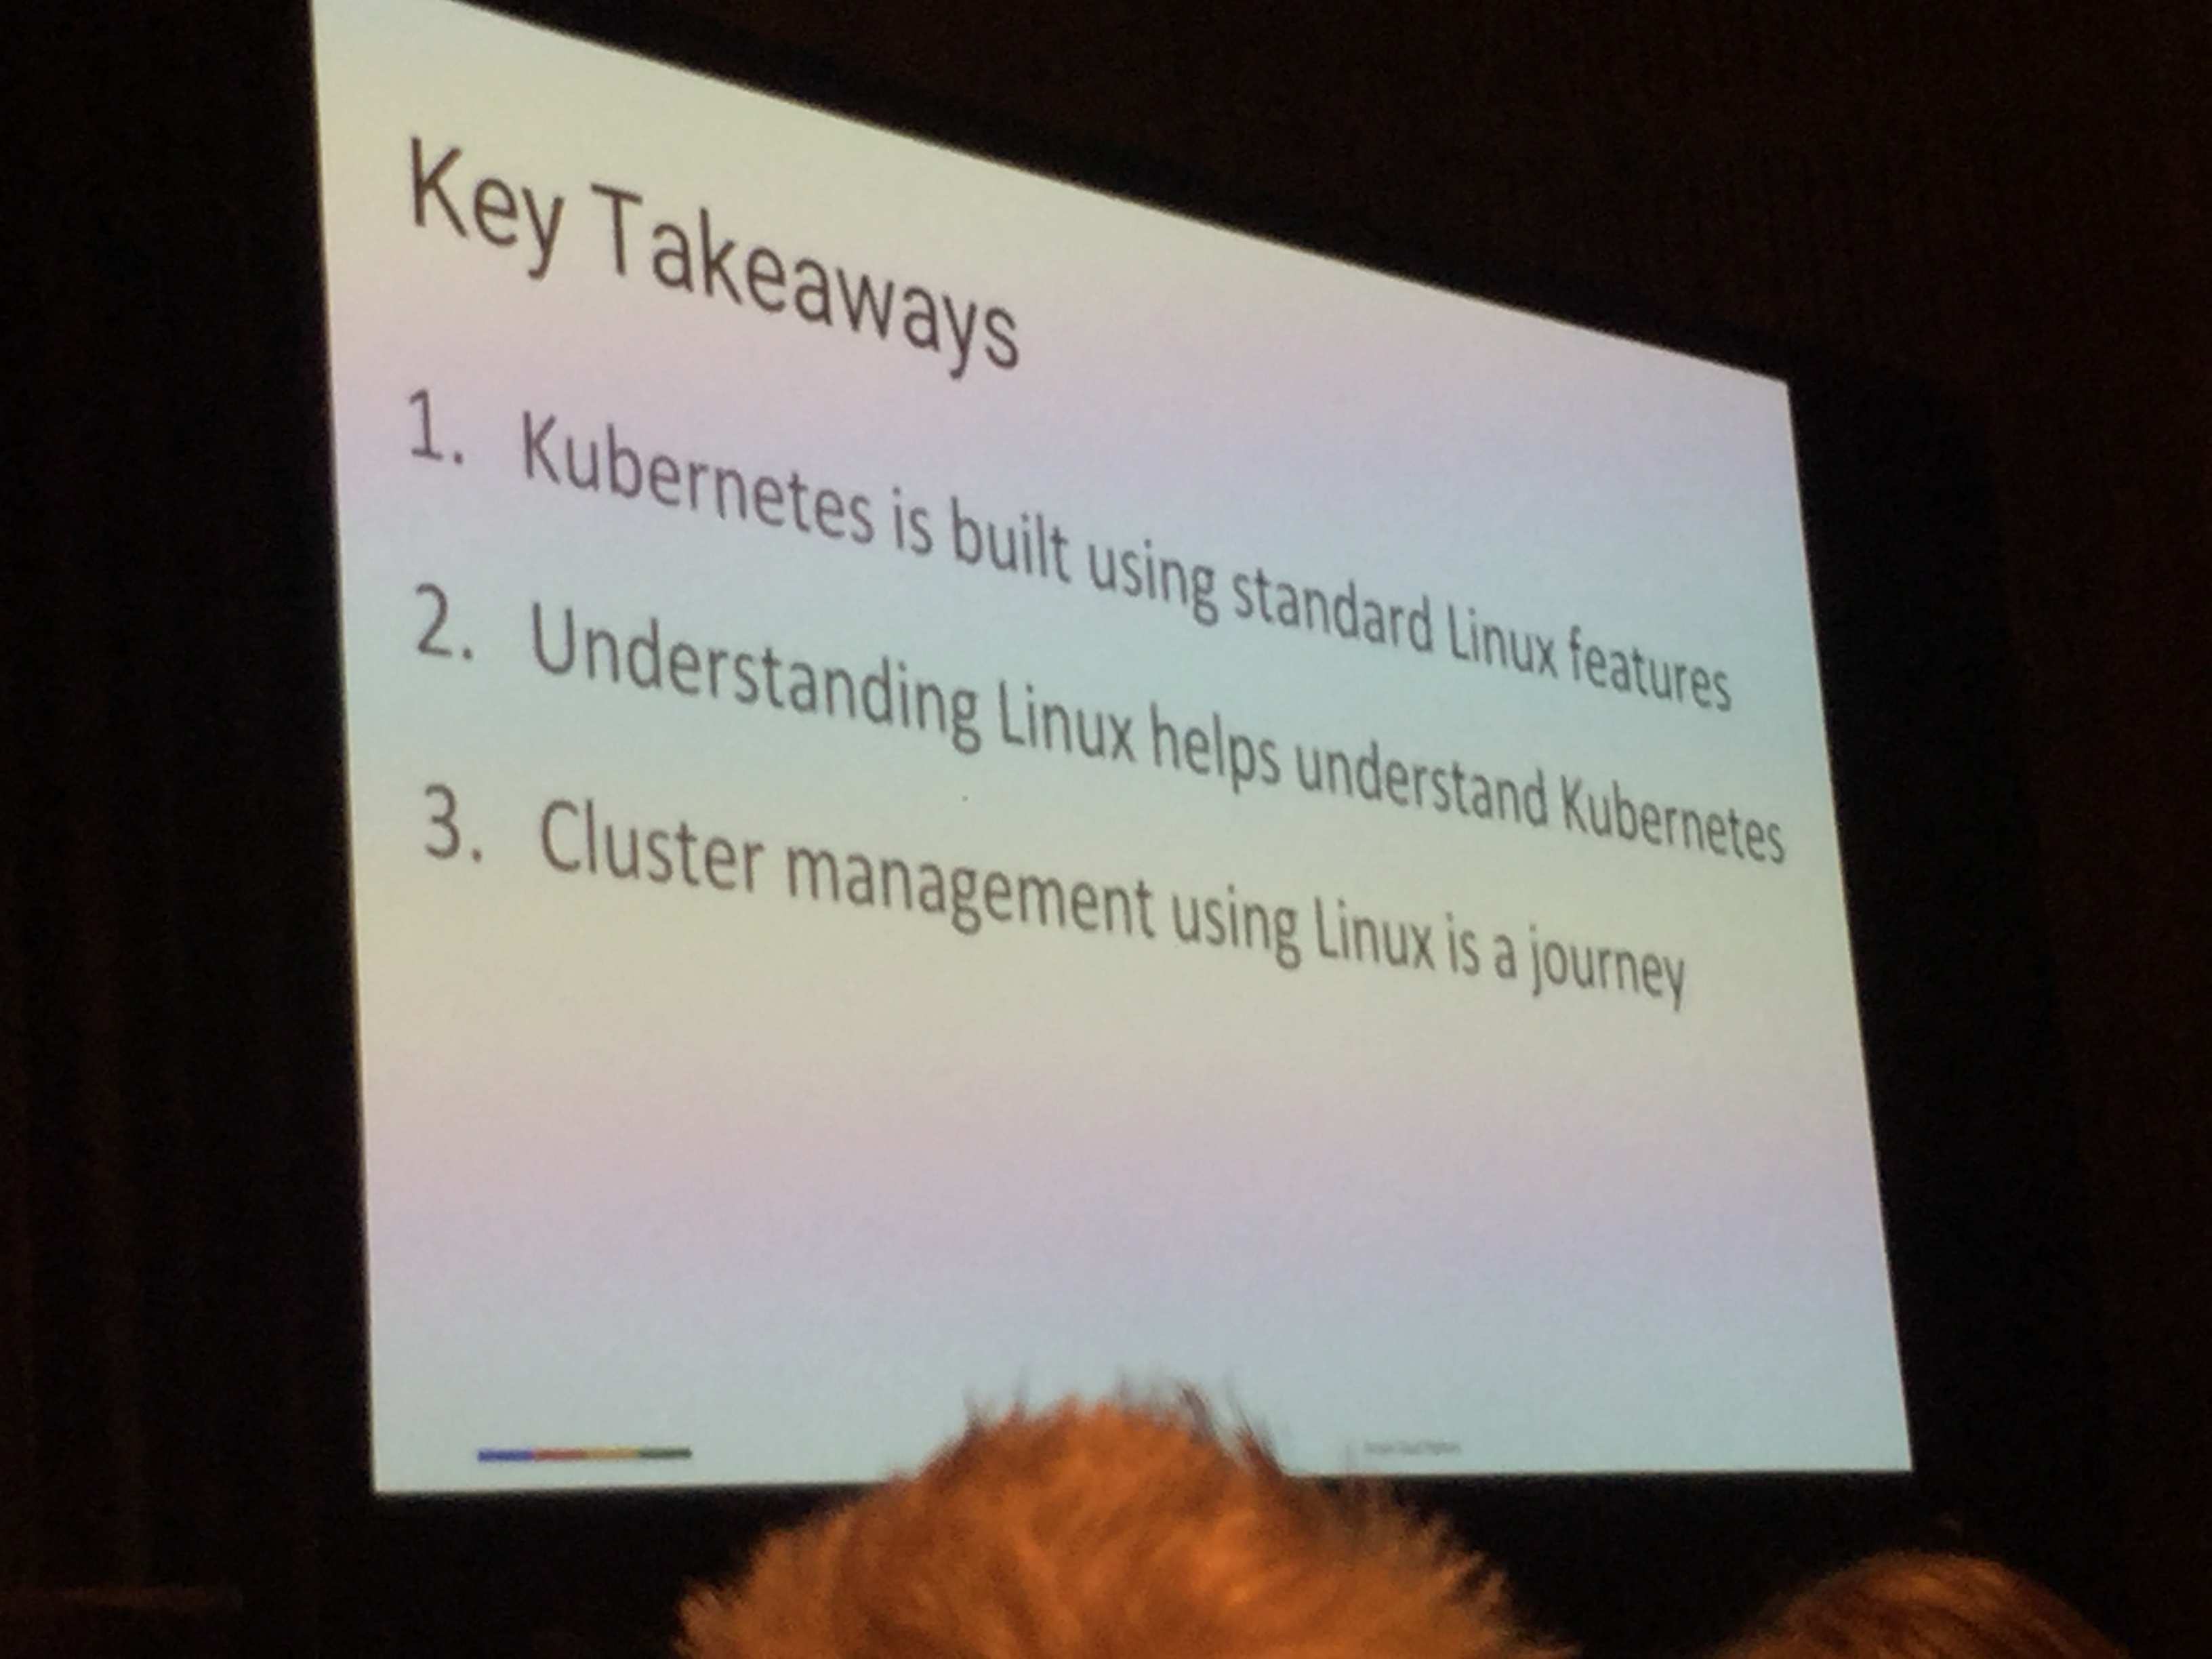 Key Takeaways
1. Kubernetes is built using standard Linux features
2. Understanding Linux helps understand Kubernetes
3. Cluster management using Linux is a journey